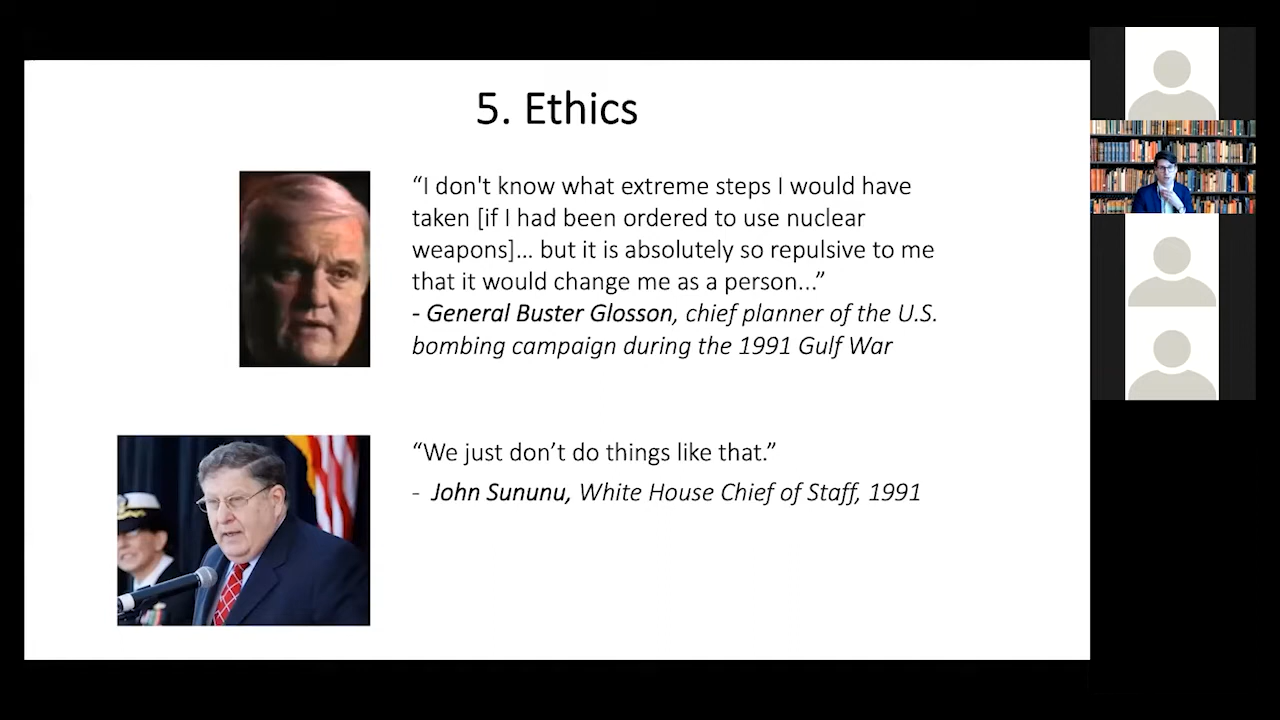 5. Ethics
“I don't know what extreme steps I would have
taken [if I had been ordered to use nuclear
weapons]... but it is absolutely so repulsive to me
that it would change me as a person...”
- General Buster Glosson, chief planner of the U.S.
bombing campaign during the 1991 Gulf War
“We just don’t do things like that.”
- John Sununu, White House Chief of Staff, 1991